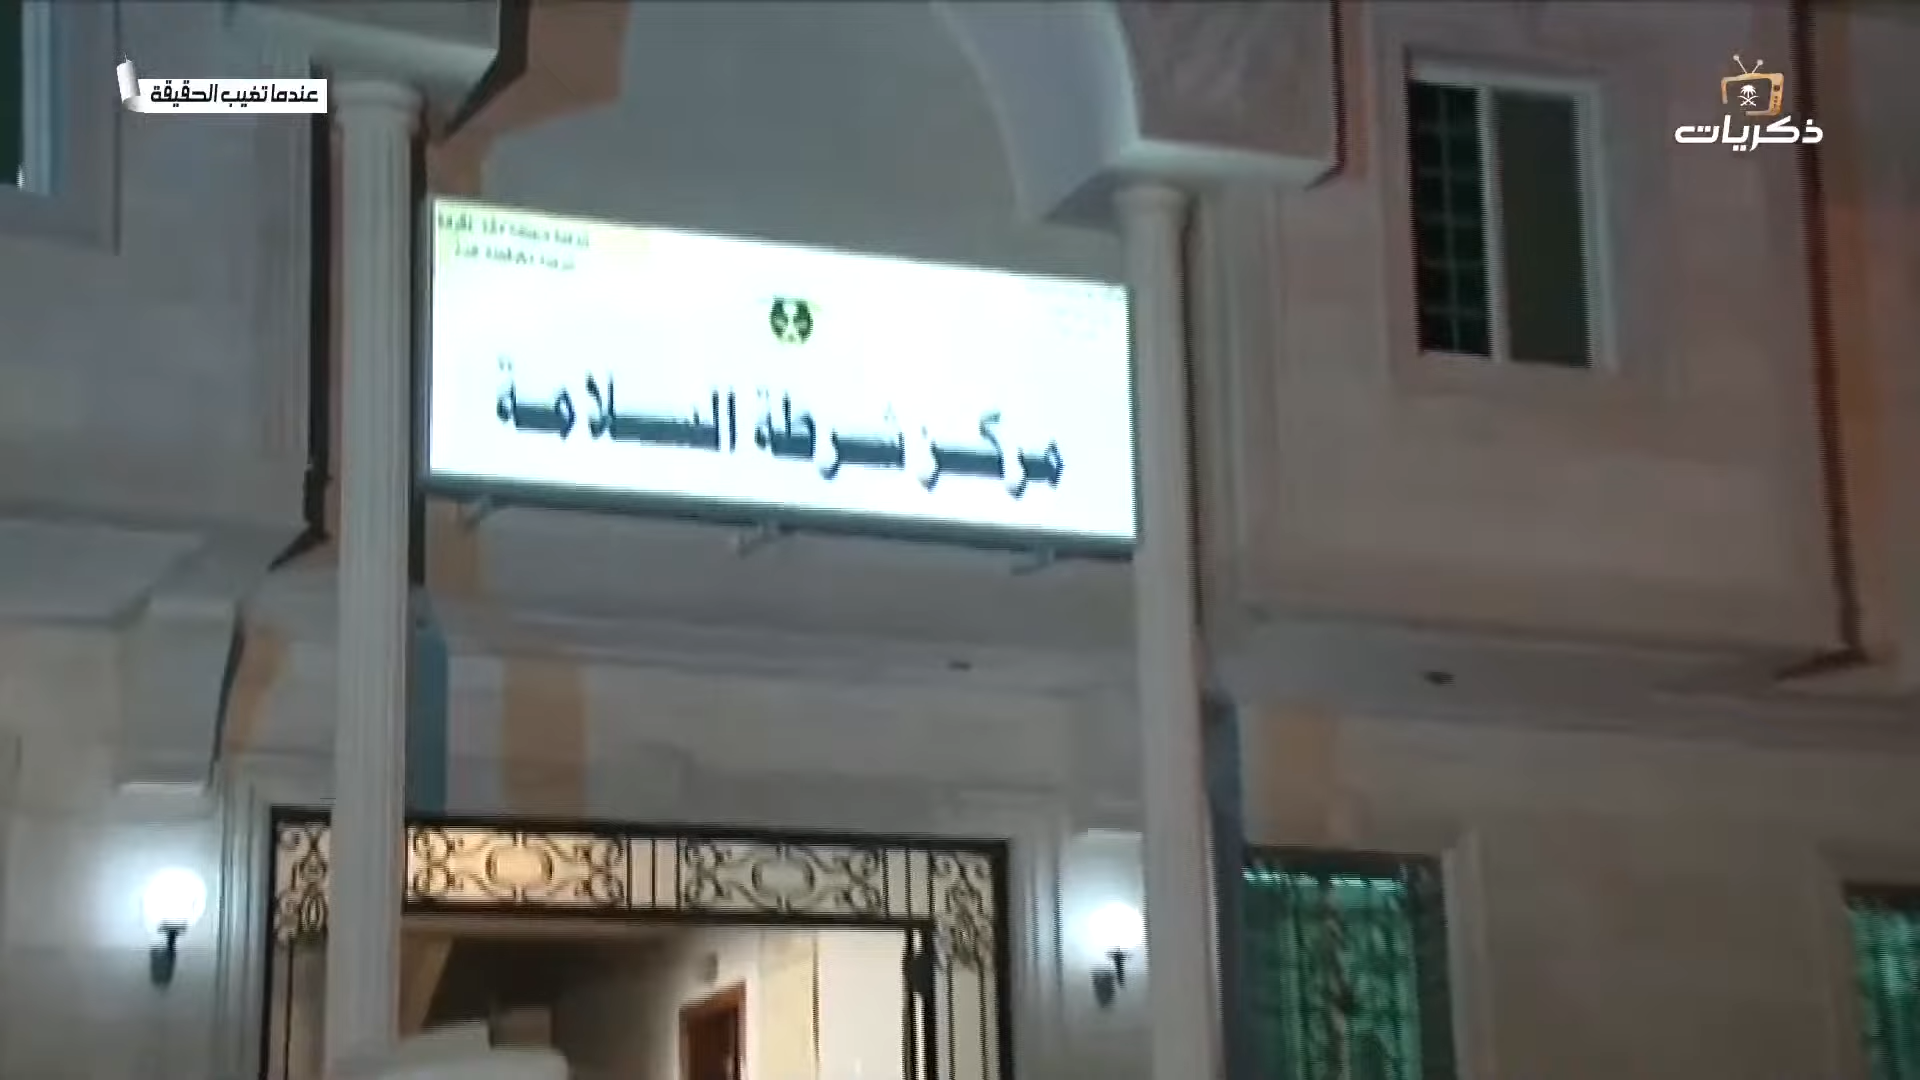 عندما تغيب الحقيقة
ذكريات
مركز شرطة السلامة